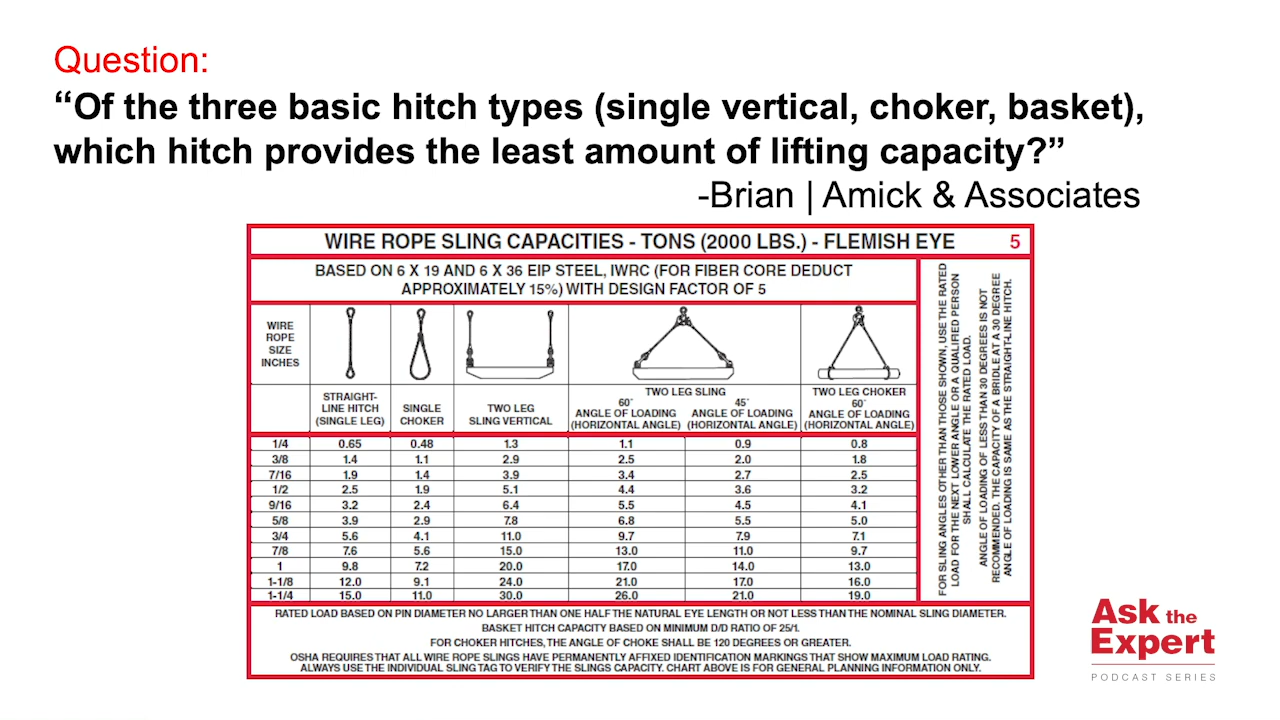 Question:
“Of the three basic hitch types (single vertical, choker, basket),
which hitch provides the least amount of lifting capacity?”
-Brian | Amick & Associates
WIRE ROPE SLING CAPACITIES - TONS (2000 LBS.) - FLEMISH EYE 5
BASED ON 6 X 19 AND 6 X 36 EIP STEEL, IWRC (FOR FIBER CORE DEDUCT
APPROXIMATELY 15%) WITH DESIGN FACTOR OF 5
WIRE
ROPE
SIZE
INCHES
STRAIGHT-
LINE HITCH
(SINGLE LEG)
SINGLE
CHOKER
TWO LEG
SLING VERTICAL
TWO LEG SLING
60˚
ANGLE OF LOADING
(HORIZONTAL ANGLE)
45˚
ANGLE OF LOADING
(HORIZONTAL ANGLE)
TWO LEG CHOKER
60˚
ANGLE OF LOADING
(HORIZONTAL ANGLE)
1/4 0.65 0.48 1.3 1.1 0.9 0.8
3/8 1.4 1.1 2.9 2.5 2.0 1.8
7/16 1.9 1.4 3.9 3.4 2.7 2.5
1/2 2.5 1.9 5.1 4.4 3.6 3.2
9/16 3.2 2.4 6.4 5.5 4.5 4.1
5/8 3.9 2.9 7.8 6.8 5.5 5.0
3/4 5.6 4.1 11.0 9.7 7.9 7.1
7/8 7.6 5.6 15.0 13.0 11.0 9.7
1 9.8 7.2 20.0 17.0 14.0 13.0
1-1/8 12.0 9.1 24.0 21.0 17.0 16.0
1-1/4 15.0 11.0 30.0 26.0 21.0 19.0
FOR SLING ANGLES OTHER THAN THOSE SHOWN, USE THE RATED
LOAD FOR THE NEXT LOWER ANGLE OR A QUALIFIED PERSON
SHALL CALCULATE THE RATED LOAD.
ANGLE OF LOADING OF LESS THAN 30 DEGREES IS NOT
RECOMMENDED. THE CAPACITY OF A BRIDLE AT A 30 DEGREE
ANGLE OF LOADING IS SAME AS THE STRAIGHT-LINE HITCH.
RATED LOAD BASED ON PIN DIAMETER NO LARGER THAN ONE HALF THE NATURAL EYE LENGTH OR NOT LESS THAN THE NOMINAL SLING DIAMETER.
BASKET HITCH CAPACITY BASED ON MINIMUM D/D RATIO OF 25/1.
FOR CHOKER HITCHES, THE ANGLE OF CHOKE SHALL BE 120 DEGREES OR GREATER.
OSHA REQUIRES THAT ALL WIRE ROPE SLINGS HAVE PERMANENTLY AFFIXED IDENTIFICATION MARKINGS THAT SHOW MAXIMUM LOAD RATING.
ALWAYS USE THE INDIVIDUAL SLING TAG TO VERIFY THE SLINGS CAPACITY. CHART ABOVE IS FOR GENERAL PLANNING INFORMATION ONLY.
Ask the
Expert
PODCAST SERIES